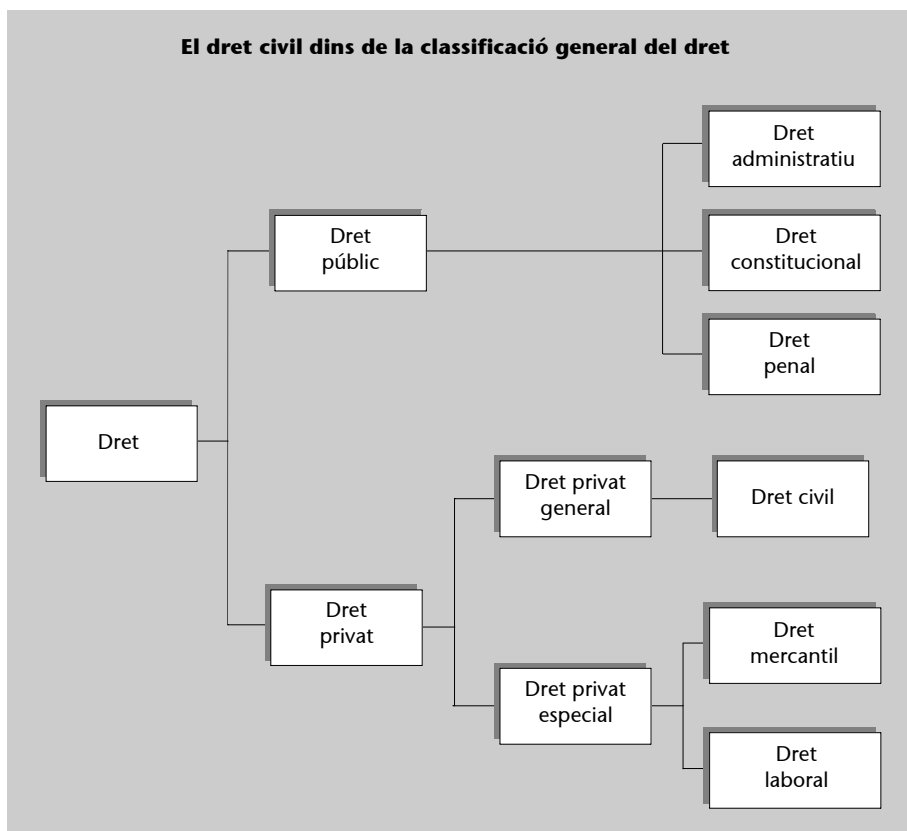 El dret civil dins de la classificació general del dret
Dret
administratiu
Dret
públic
Dret
constitucional
Dret
penal
Dret
Dret privat
general
Dret civil
Dret
privat
Dret
mercantil
Dret privat
especial
Dret
laboral